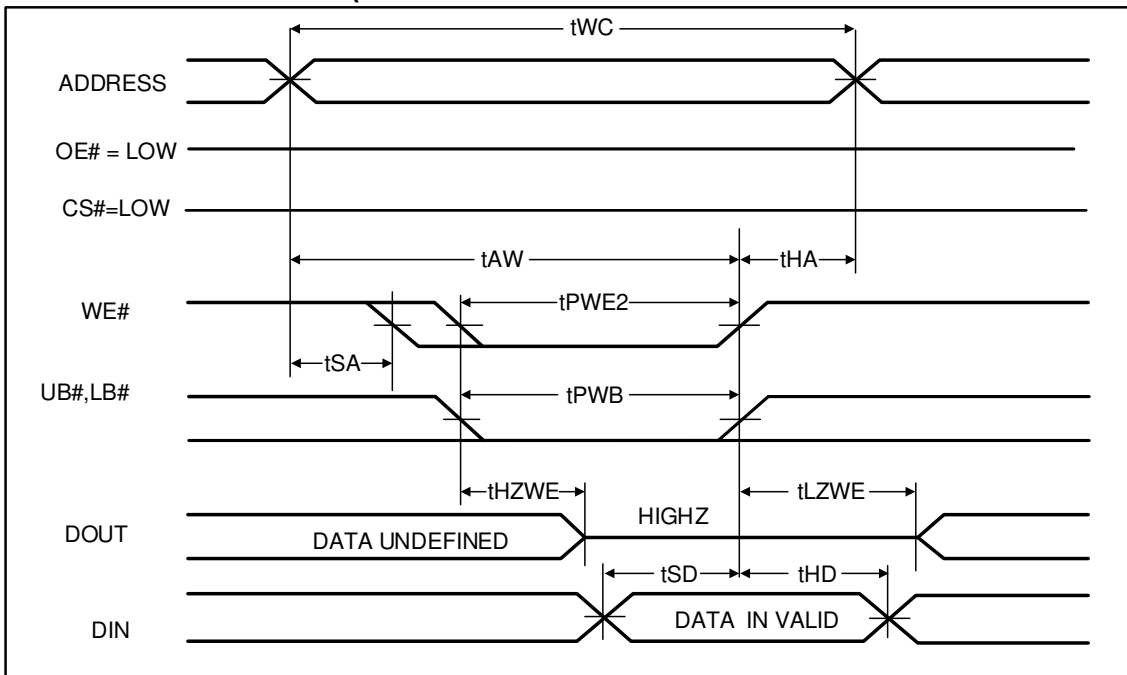 tWC
ADDRESS
OE# = LOW
CS#=LOW
tAW
tHA
WE#
tPWE2
tSA
UB#,LB#
tPWB
tHZWE
tLZWE
HIGHZ
DOUT
DATA UNDEFINED
tSD
tHD
DIN
DATA IN VALID